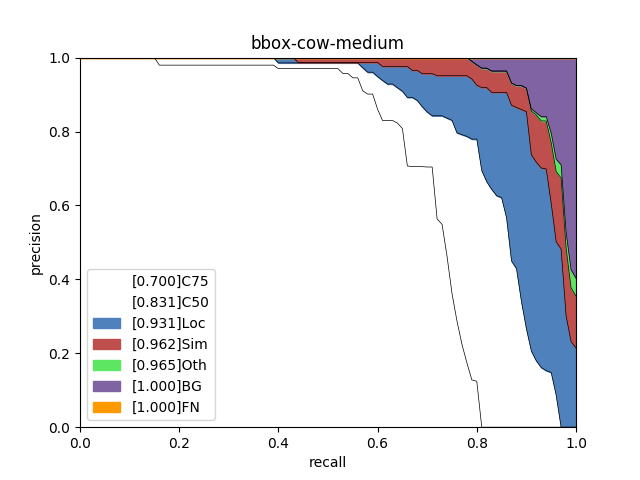 bbox-cow-medium
precision
1.0
0.8
0.6
0.4
0.2
0.0
[0.700]C75
[0.831]C50
[0.931]Loc
[0.962]Sim
[0.965]Oth
[1.000]BG
[1.000]FN
0.0 0.2 0.4 0.6 0.8 1.0
recall